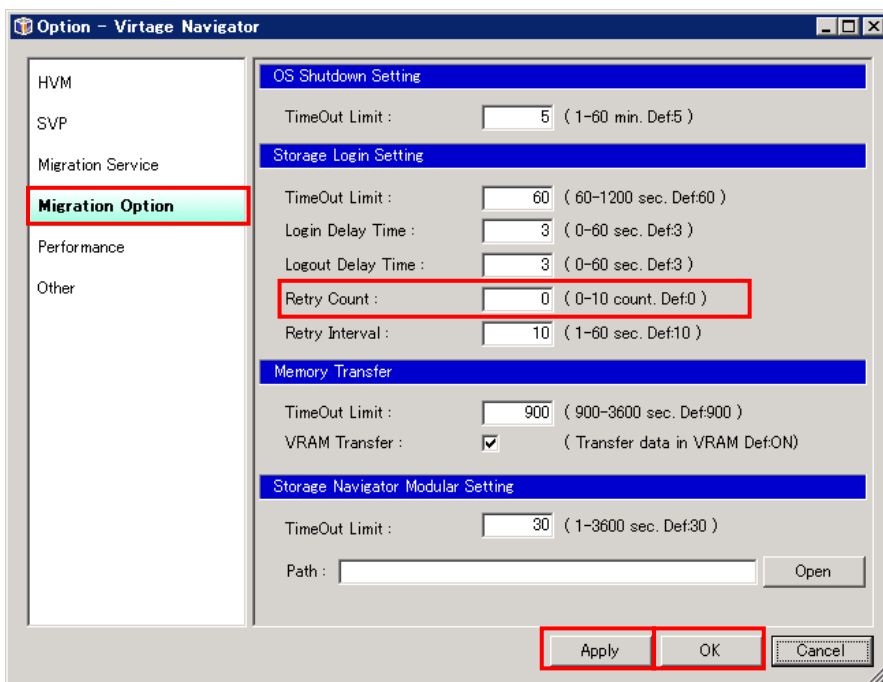 Option - Virtage Navigator
HVM
SVP
Migration Service
Migration Option
Performance
Other
OS Shutdown Setting
TimeOut Limit : 5 ( 1-60 min. Def:5 )
Storage Login Setting
TimeOut Limit : 60 ( 60-1200 sec. Def:60 )
Login Delay Time : 3 ( 0-60 sec. Def:3 )
Logout Delay Time : 3 ( 0-60 sec. Def:3 )
Retry Count : 0 ( 0-10 count. Def:0 )
Retry Interval : 10 ( 1-60 sec. Def:10 )
Memory Transfer
TimeOut Limit : 900 ( 900-3600 sec. Def:900 )
VRAM Transfer : ( Transfer data in VRAM Def:ON)
Storage Navigator Modular Setting
TimeOut Limit : 30 ( 1-3600 sec. Def:30 )
Path : Open
Apply OK Cancel